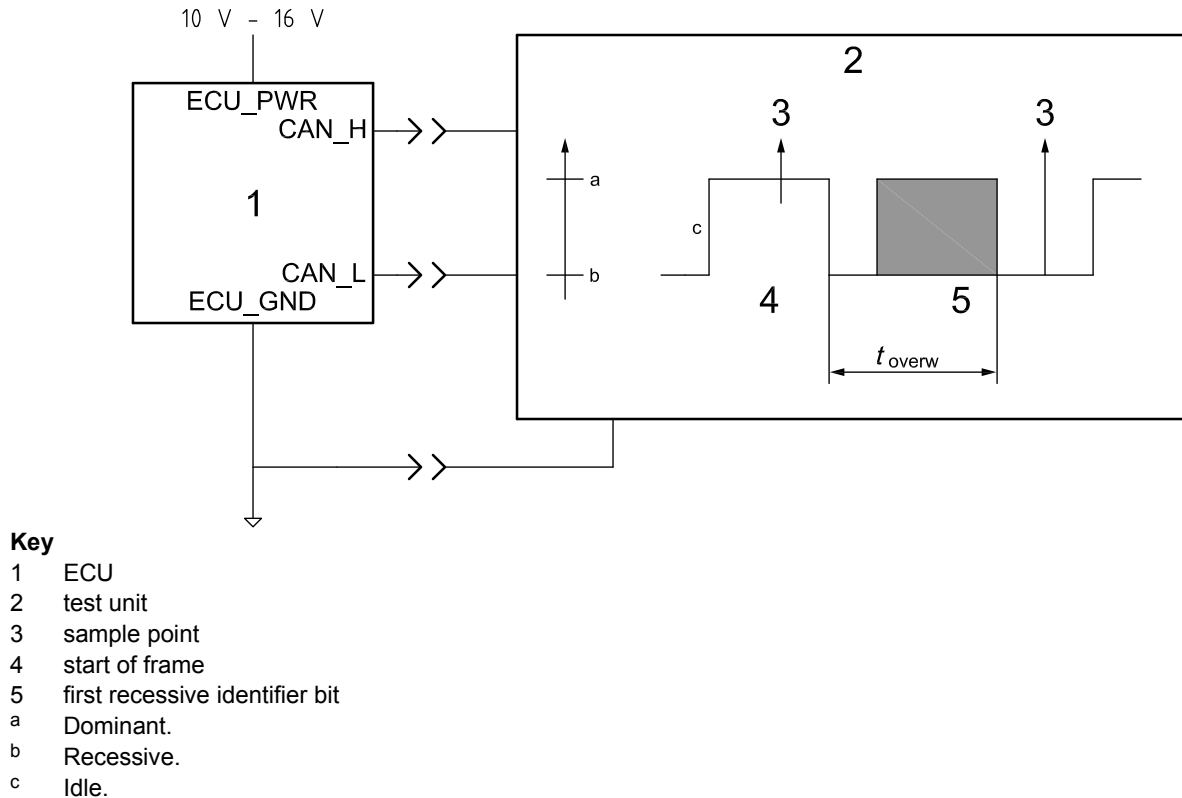 10 V – 16 V
ECU_PWR
CAN_H
1
CAN_L
ECU_GND
2
3
3
a
c
b
4
5
t overw
Key
1 ECU
2 test unit
3 sample point
4 start of frame
5 first recessive identifier bit
a Dominant.
b Recessive.
c Idle.